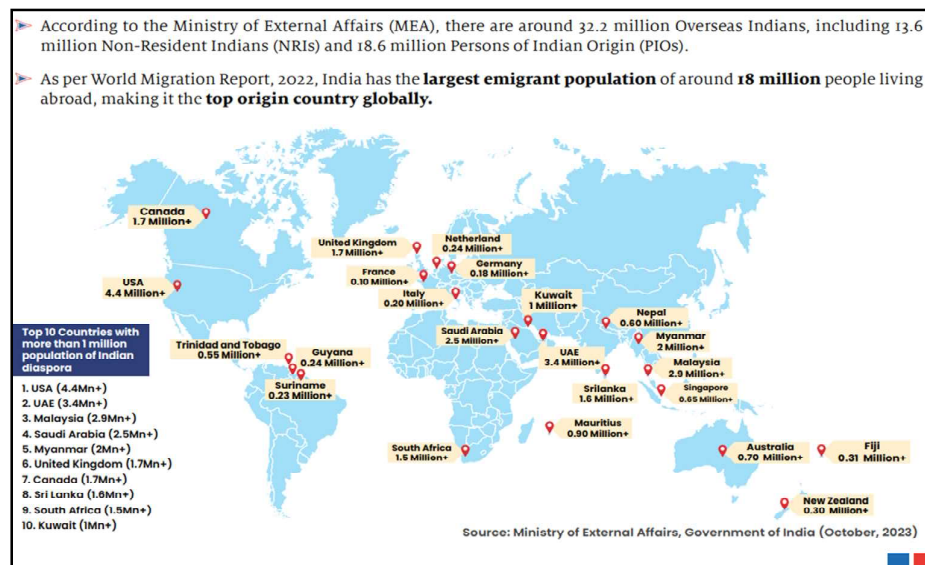 According to the Ministry of External Affairs (MEA), there are around 32.2 million Overseas Indians, including 13.6
million Non-Resident Indians (NRIs) and 18.6 million Persons of Indian Origin (PIOs).
As per World Migration Report, 2022, India has the largest emigrant population of around 18 million people living
abroad, making it the top origin country globally.
Canada
1.7 Million+
USA
4.4 Million+
United Kingdom
1.7 Million+
Netherland
0.24 Million+
Germany
0.18 Million+
France
0.10 Million+
Italy
0.20 Million+
Kuwait
1 Million+
Saudi Arabia
2.5 Million+
UAE
3.4 Million+
Nepal
0.60 Million+
Myanmar
2 Million+
Malaysia
2.9 Million+
Singapore
0.65 Million+
Srilanka
1.6 Million+
Trinidad and Tobago
0.55 Million+
Guyana
0.24 Million+
Suriname
0.23 Million+
Mauritius
0.90 Million+
South Africa
1.5 Million+
Australia
0.70 Million+
Fiji
0.31 Million+
New Zealand
0.30 Million+
Top 10 Countries with
more than 1 million
population of Indian
diaspora
1. USA (4.4Mn+)
2. UAE (3.4Mn+)
3. Malaysia (2.9Mn+)
4. Saudi Arabia (2.5Mn+)
5. Myanmar (2Mn+)
6. United Kingdom (1.7Mn+)
7. Canada (1.7Mn+)
8. Sri Lanka (1.6Mn+)
9. South Africa (1.5Mn+)
10. Kuwait (1Mn+)
Source: Ministry of External Affairs, Government of India (October, 2023)